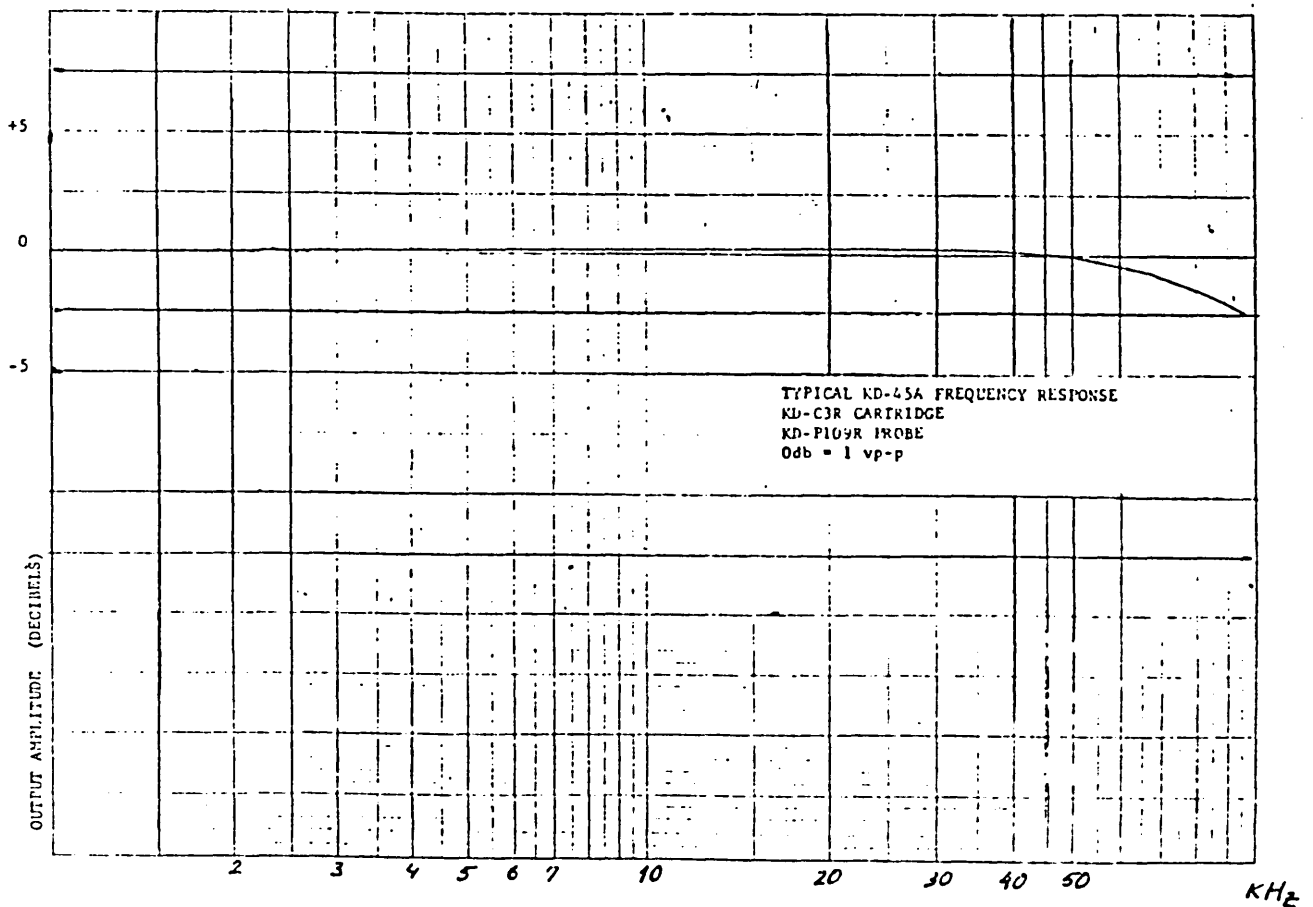 +5
0
-5
TYPICAL KD-45A FREQUENCY RESPONSE
KD-C3R CARTRIDGE
KD-P109R PROBE
0db = 1 vp-p
OUTPUT AMPLITUDE (DECIBELS)
2 3 4 5 6 7 10 20 30 40 50 KHz